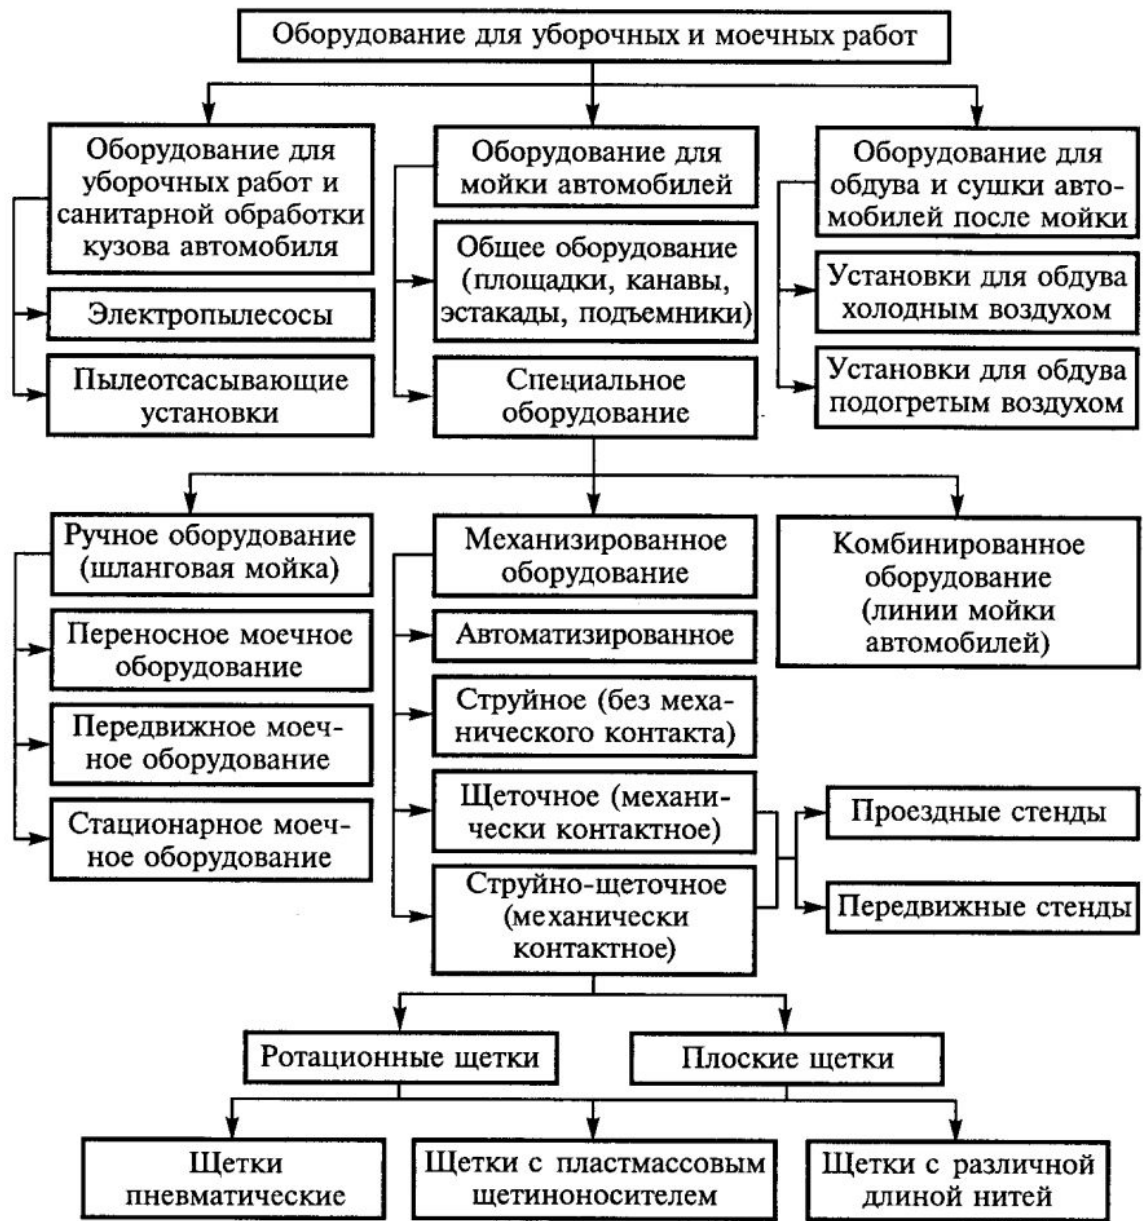 Оборудование для уборочных и моечных работ
Оборудование для
уборочных работ и
санитарной обработки
кузова автомобиля
Электропылесосы
Пылеотсасывающие
установки
Оборудование для
мойки автомобилей
Общее оборудование
(площадки, канавы,
эстакады, подъемники)
Специальное
оборудование
Оборудование для
обдува и сушки авто-
мобилей после мойки
Установки для обдува
холодным воздухом
Установки для обдува
подогретым воздухом
Ручное оборудование
(шланговая мойка)
Переносное моечное
оборудование
Передвижное моеч-
ное оборудование
Стационарное моеч-
ное оборудование
Механизированное
оборудование
Автоматизированное
Струйное (без меха-
нического контакта)
Щеточное (механи-
чески контактное)
Струйно-щеточное
(механически
контактное)
Комбинированное
оборудование
(линии мойки
автомобилей)
Проездные стенды
Передвижные стенды
Ротационные щетки
Плоские щетки
Щетки
пневматические
Щетки с пластмассовым
щетиноносителем
Щетки с различной
длиной нитей